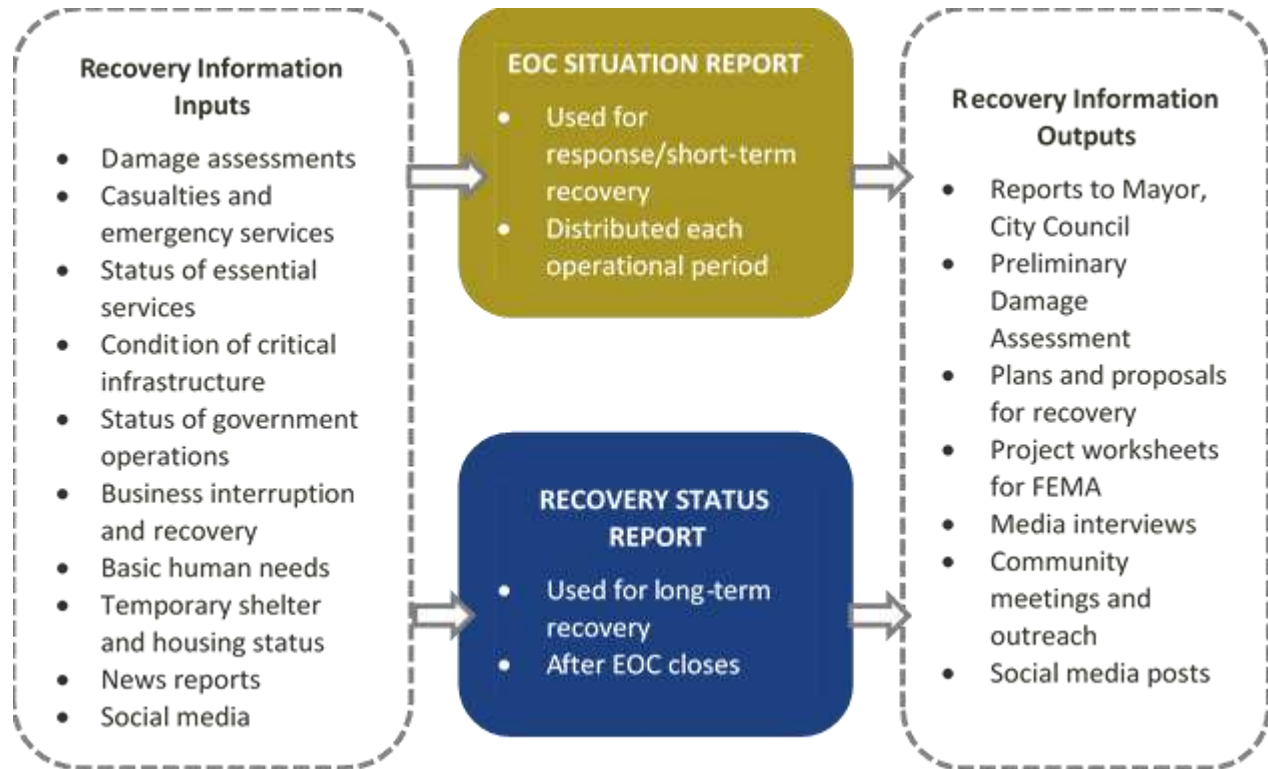 Recovery Information
Inputs
• Damage assessments
• Casualties and
emergency services
• Status of essential
services
• Condition of critical
infrastructure
• Status of government
operations
• Business interruption
and recovery
• Basic human needs
• Temporary shelter
and housing status
• News reports
• Social media
EOC SITUATION REPORT
• Used for
response/short-term
recovery
• Distributed each
operational period
RECOVERY STATUS
REPORT
• Used for long-term
recovery
• After EOC closes
Recovery Information
Outputs
• Reports to Mayor,
City Council
• Preliminary
Damage
Assessment
• Plans and proposals
for recovery
• Project worksheets
for FEMA
• Media interviews
• Community
meetings and
outreach
• Social media posts